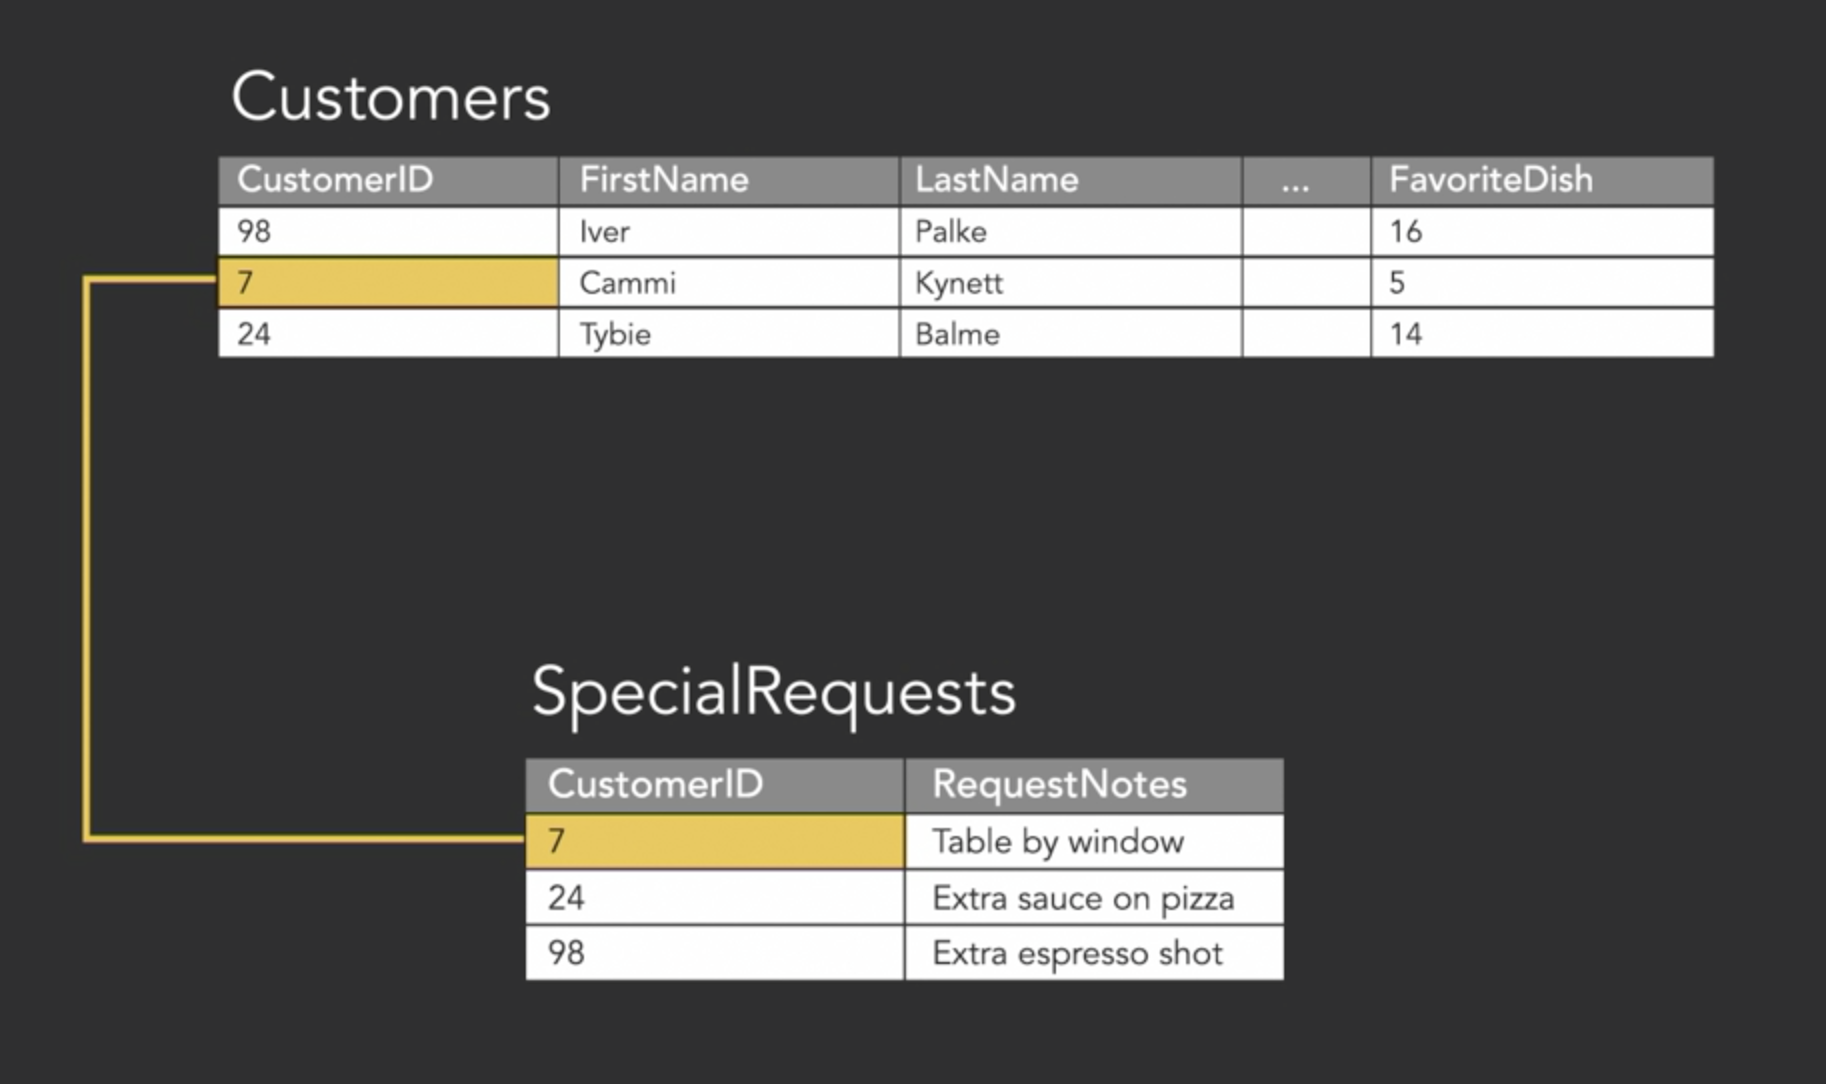 Customers
CustomerID FirstName LastName ... FavoriteDish
98 Iver Palke 16
7 Cammi Kynett 5
24 Tybie Balme 14
SpecialRequests
CustomerID RequestNotes
7 Table by window
24 Extra sauce on pizza
98 Extra espresso shot